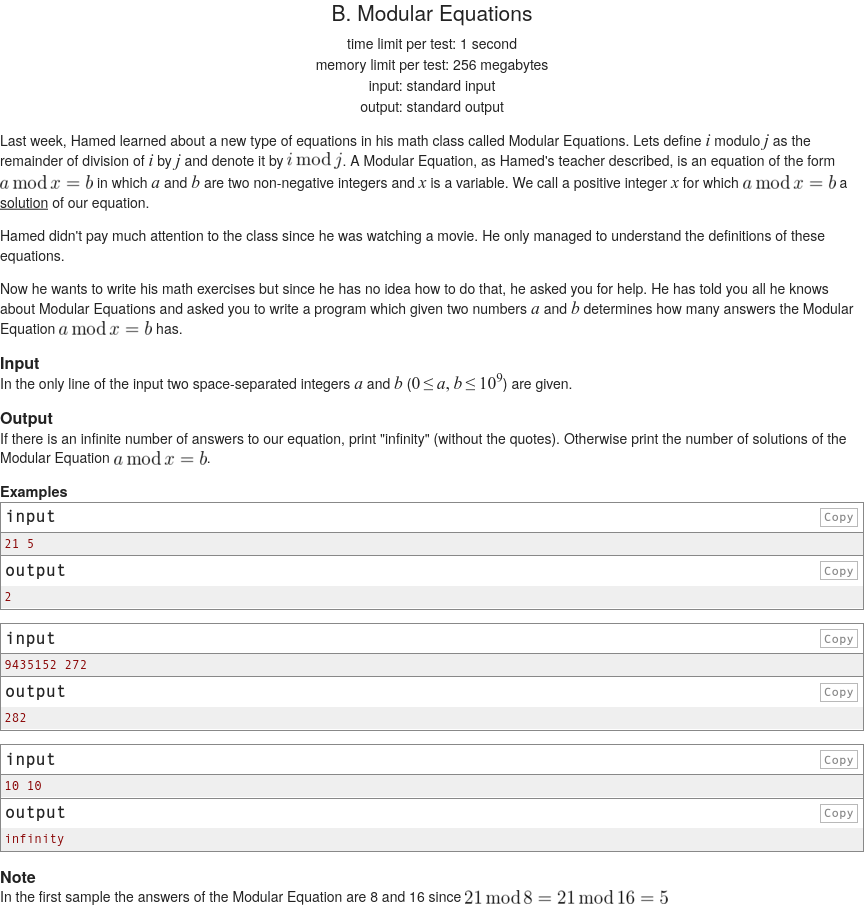 B. Modular Equations
time limit per test: 1 second
memory limit per test: 256 megabytes
input: standard input
output: standard output
Last week, Hamed learned about a new type of equations in his math class called Modular Equations. Lets define i modulo j as the
remainder of division of i by j and denote it by i mod j. A Modular Equation, as Hamed's teacher described, is an equation of the form
a mod x = b in which a and b are two non-negative integers and x is a variable. We call a positive integer x for which a mod x = b a
solution of our equation.
Hamed didn't pay much attention to the class since he was watching a movie. He only managed to understand the definitions of these
equations.
Now he wants to write his math exercises but since he has no idea how to do that, he asked you for help. He has told you all he knows
about Modular Equations and asked you to write a program which given two numbers a and b determines how many answers the Modular
Equation a mod x = b has.
Input
In the only line of the input two space-separated integers a and b (0 ≤ a, b ≤ 10⁹) are given.
Output
If there is an infinite number of answers to our equation, print "infinity" (without the quotes). Otherwise print the number of solutions of the
Modular Equation a mod x = b.
Examples
input Copy
21 5
output Copy
2
input Copy
9435152 272
output Copy
282
input Copy
10 10
output Copy
infinity
Note
In the first sample the answers of the Modular Equation are 8 and 16 since 21 mod 8 = 21 mod 16 = 5